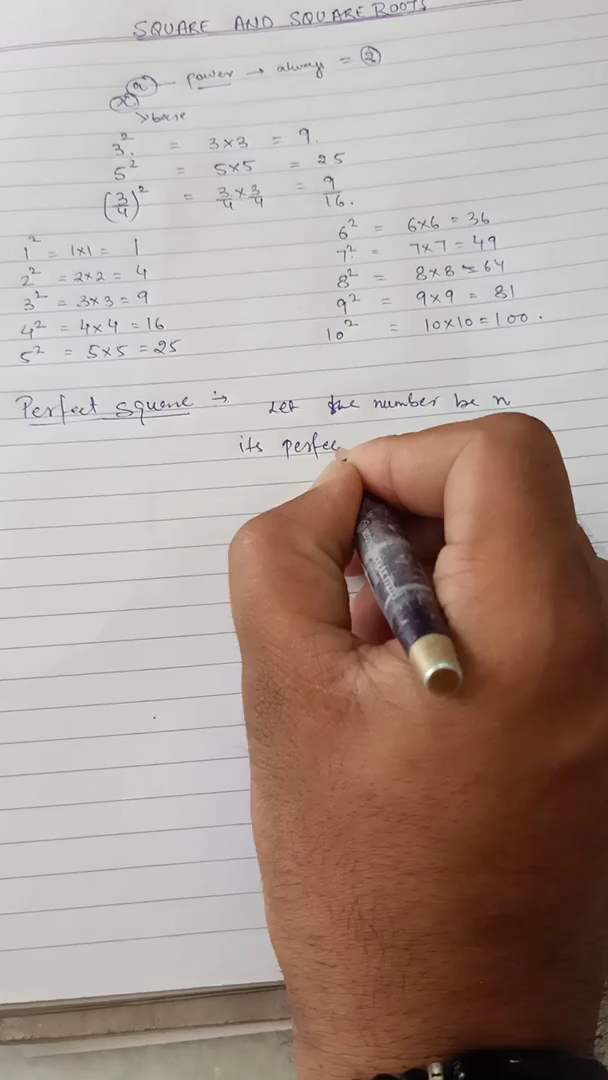 SQUARE AND SQUARE ROOTS
x^a — power → always = 2
↘ base
3² = 3×3 = 9.
5² = 5×5 = 25
(3/4)² = 3/4 × 3/4 = 9/16.
1² = 1×1 = 1
2² = 2×2 = 4
3² = 3×3 = 9
4² = 4×4 = 16
5² = 5×5 = 25
6² = 6×6 = 36
7² = 7×7 = 49
8² = 8×8 = 64
9² = 9×9 = 81
10² = 10×10 = 100.
Perfect square :→ Let the number be n
its perfec